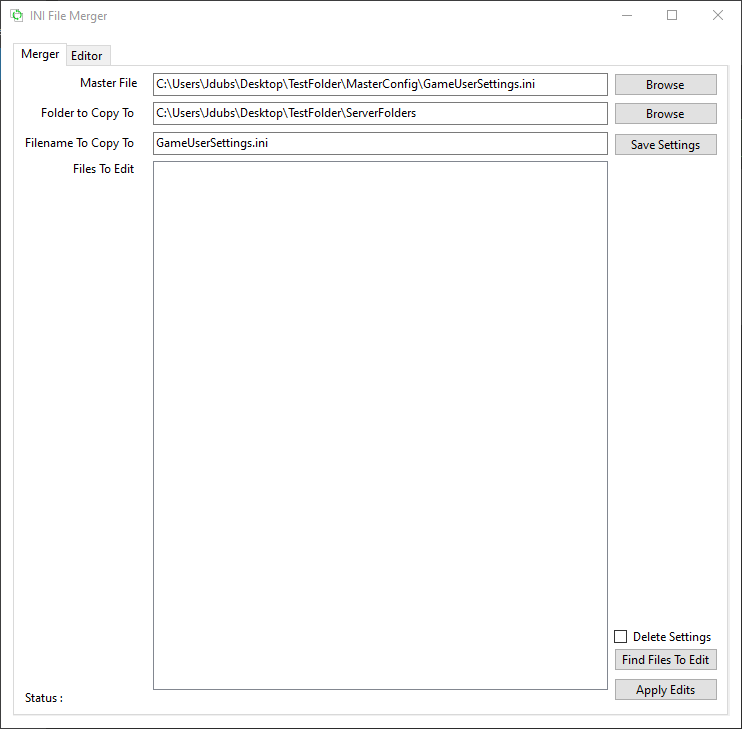 INI File Merger
Merger Editor
Master File C:\Users\Jdubs\Desktop\TestFolder\MasterConfig\GameUserSettings.ini Browse
Folder to Copy To C:\Users\Jdubs\Desktop\TestFolder\ServerFolders Browse
Filename To Copy To GameUserSettings.ini Save Settings
Files To Edit
Delete Settings
Find Files To Edit
Apply Edits
Status :